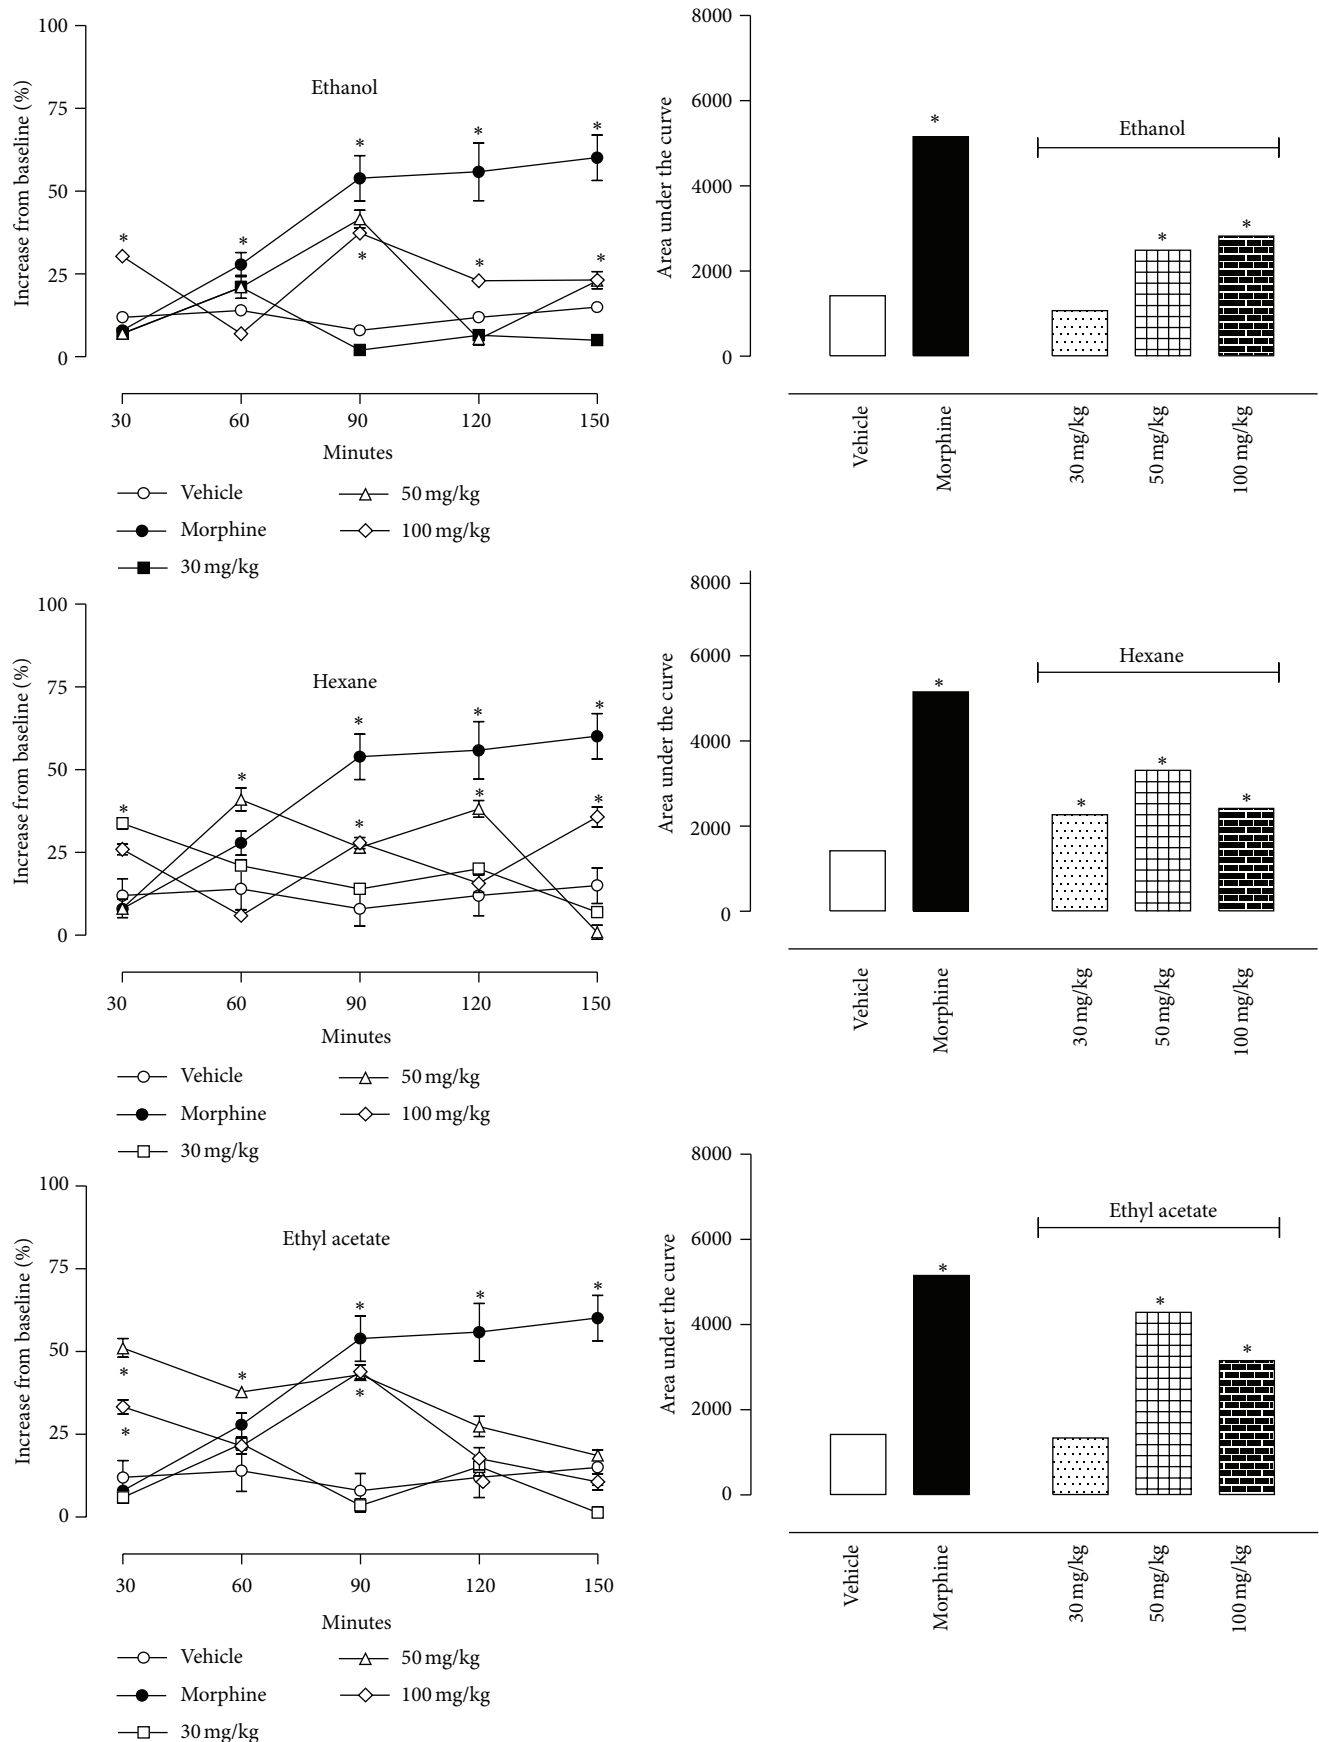 100
75
50
25
0
Increase from baseline (%)
Ethanol
*
*
*
*
*
*
*
*
30
60
90
120
150
Minutes
Vehicle
Morphine
30 mg/kg
50 mg/kg
100 mg/kg
8000
6000
4000
2000
0
Area under the curve
Ethanol
*
*
*
Vehicle
Morphine
30 mg/kg
50 mg/kg
100 mg/kg
100
75
50
25
0
Increase from baseline (%)
Hexane
*
*
*
*
*
*
*
*
30
60
90
120
150
Minutes
Vehicle
Morphine
30 mg/kg
50 mg/kg
100 mg/kg
8000
6000
4000
2000
0
Area under the curve
Hexane
*
*
*
*
Vehicle
Morphine
30 mg/kg
50 mg/kg
100 mg/kg
100
75
50
25
0
Increase from baseline (%)
Ethyl acetate
*
*
*
*
*
*
*
30
60
90
120
150
Minutes
Vehicle
Morphine
30 mg/kg
50 mg/kg
100 mg/kg
8000
6000
4000
2000
0
Area under the curve
Ethyl acetate
*
*
*
Vehicle
Morphine
30 mg/kg
50 mg/kg
100 mg/kg